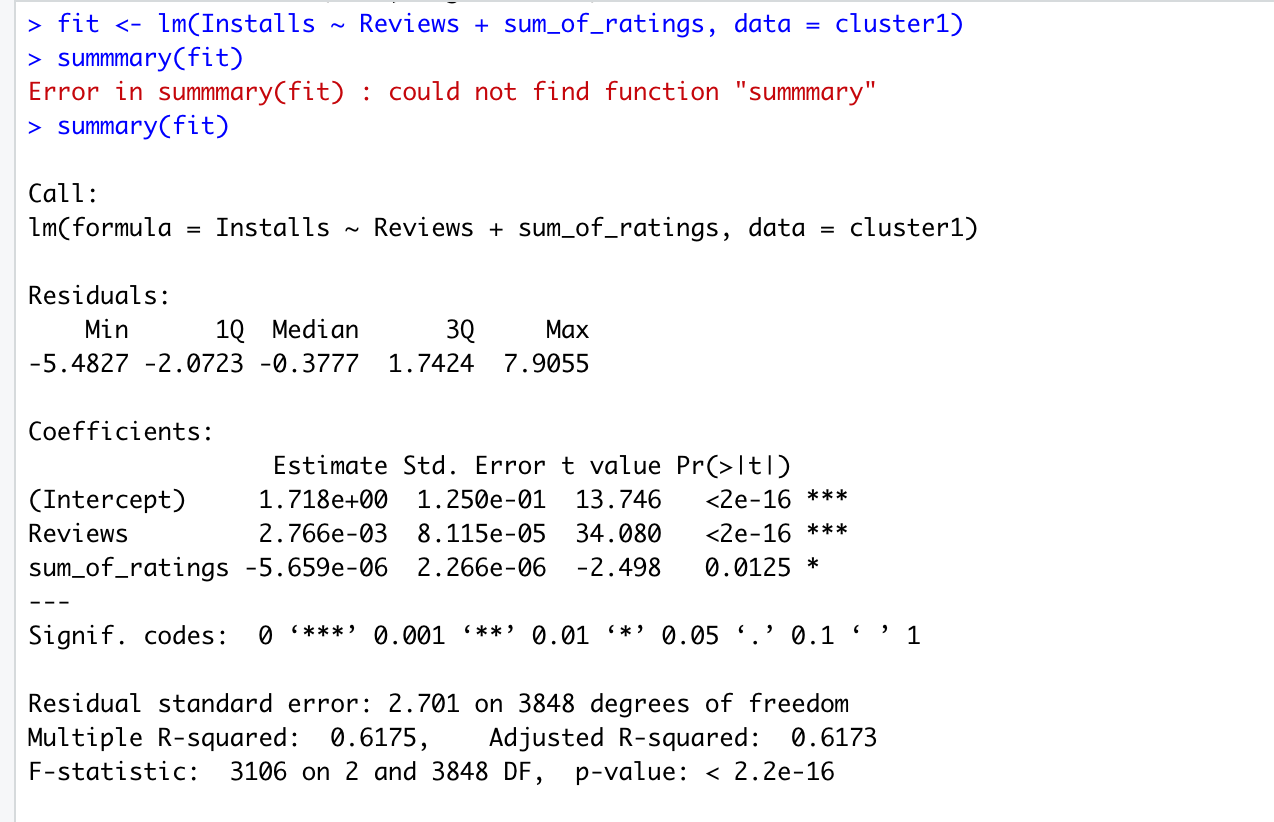 > fit <- lm(Installs ~ Reviews + sum_of_ratings, data = cluster1)
> summmary(fit)
Error in summmary(fit) : could not find function "summmary"
> summary(fit)

Call:
lm(formula = Installs ~ Reviews + sum_of_ratings, data = cluster1)

Residuals:
    Min      1Q  Median      3Q     Max
-5.4827 -2.0723 -0.3777  1.7424  7.9055

Coefficients:
                 Estimate Std. Error t value Pr(>|t|)
(Intercept)     1.718e+00  1.250e-01  13.746   <2e-16 ***
Reviews         2.766e-03  8.115e-05  34.080   <2e-16 ***
sum_of_ratings -5.659e-06  2.266e-06  -2.498   0.0125 *
---
Signif. codes:  0 ‘***’ 0.001 ‘**’ 0.01 ‘*’ 0.05 ‘.’ 0.1 ‘ ’ 1

Residual standard error: 2.701 on 3848 degrees of freedom
Multiple R-squared:  0.6175,    Adjusted R-squared:  0.6173
F-statistic:  3106 on 2 and 3848 DF,  p-value: < 2.2e-16